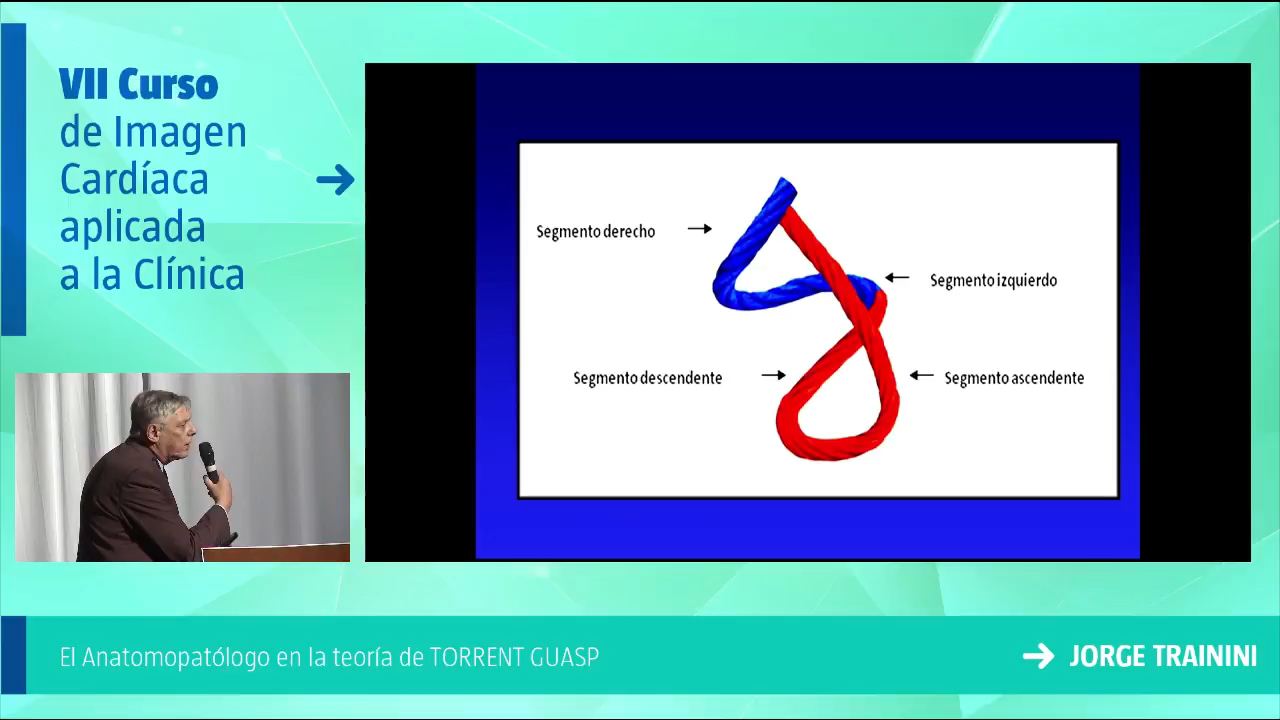 VII Curso
de Imagen
Cardíaca
aplicada
a la Clínica
Segmento derecho
Segmento izquierdo
Segmento descendente
Segmento ascendente
El Anatomopatólogo en la teoría de TORRENT GUASP
JORGE TRAININI